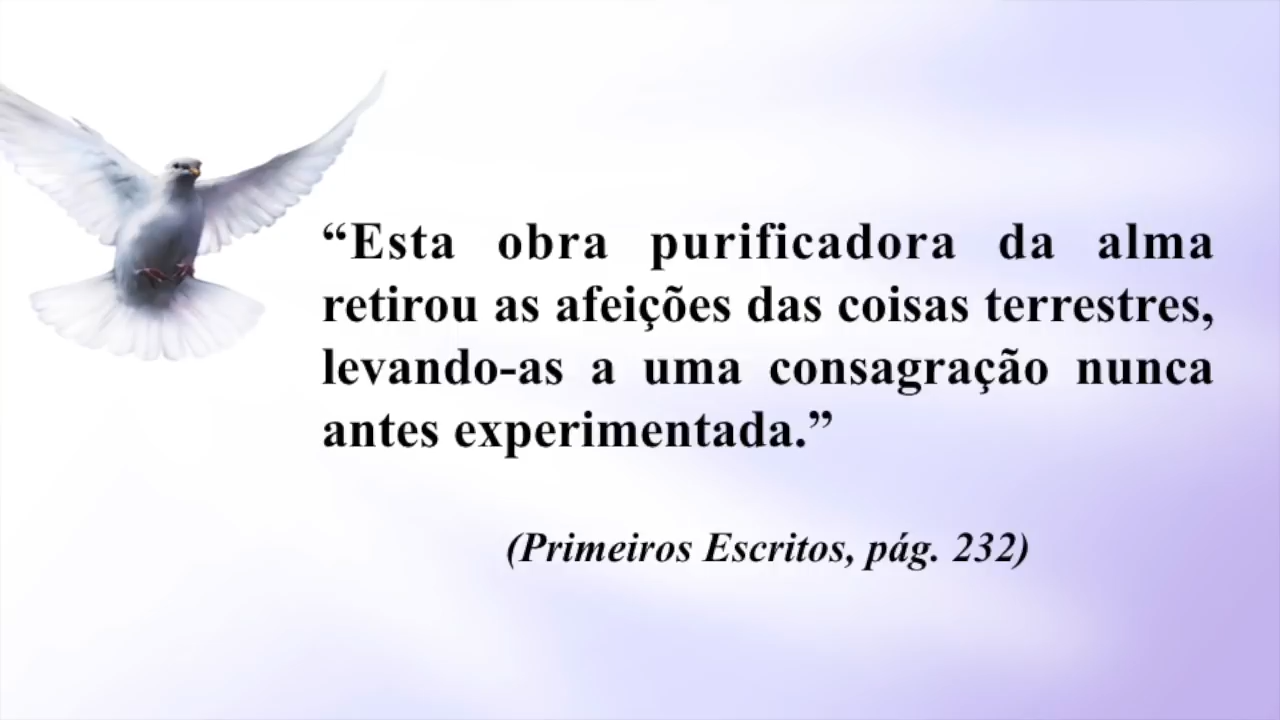 “Esta obra purificadora da alma
retirou as afeições das coisas terrestres,
levando-as a uma consagração nunca
antes experimentada.”
(Primeiros Escritos, pág. 232)